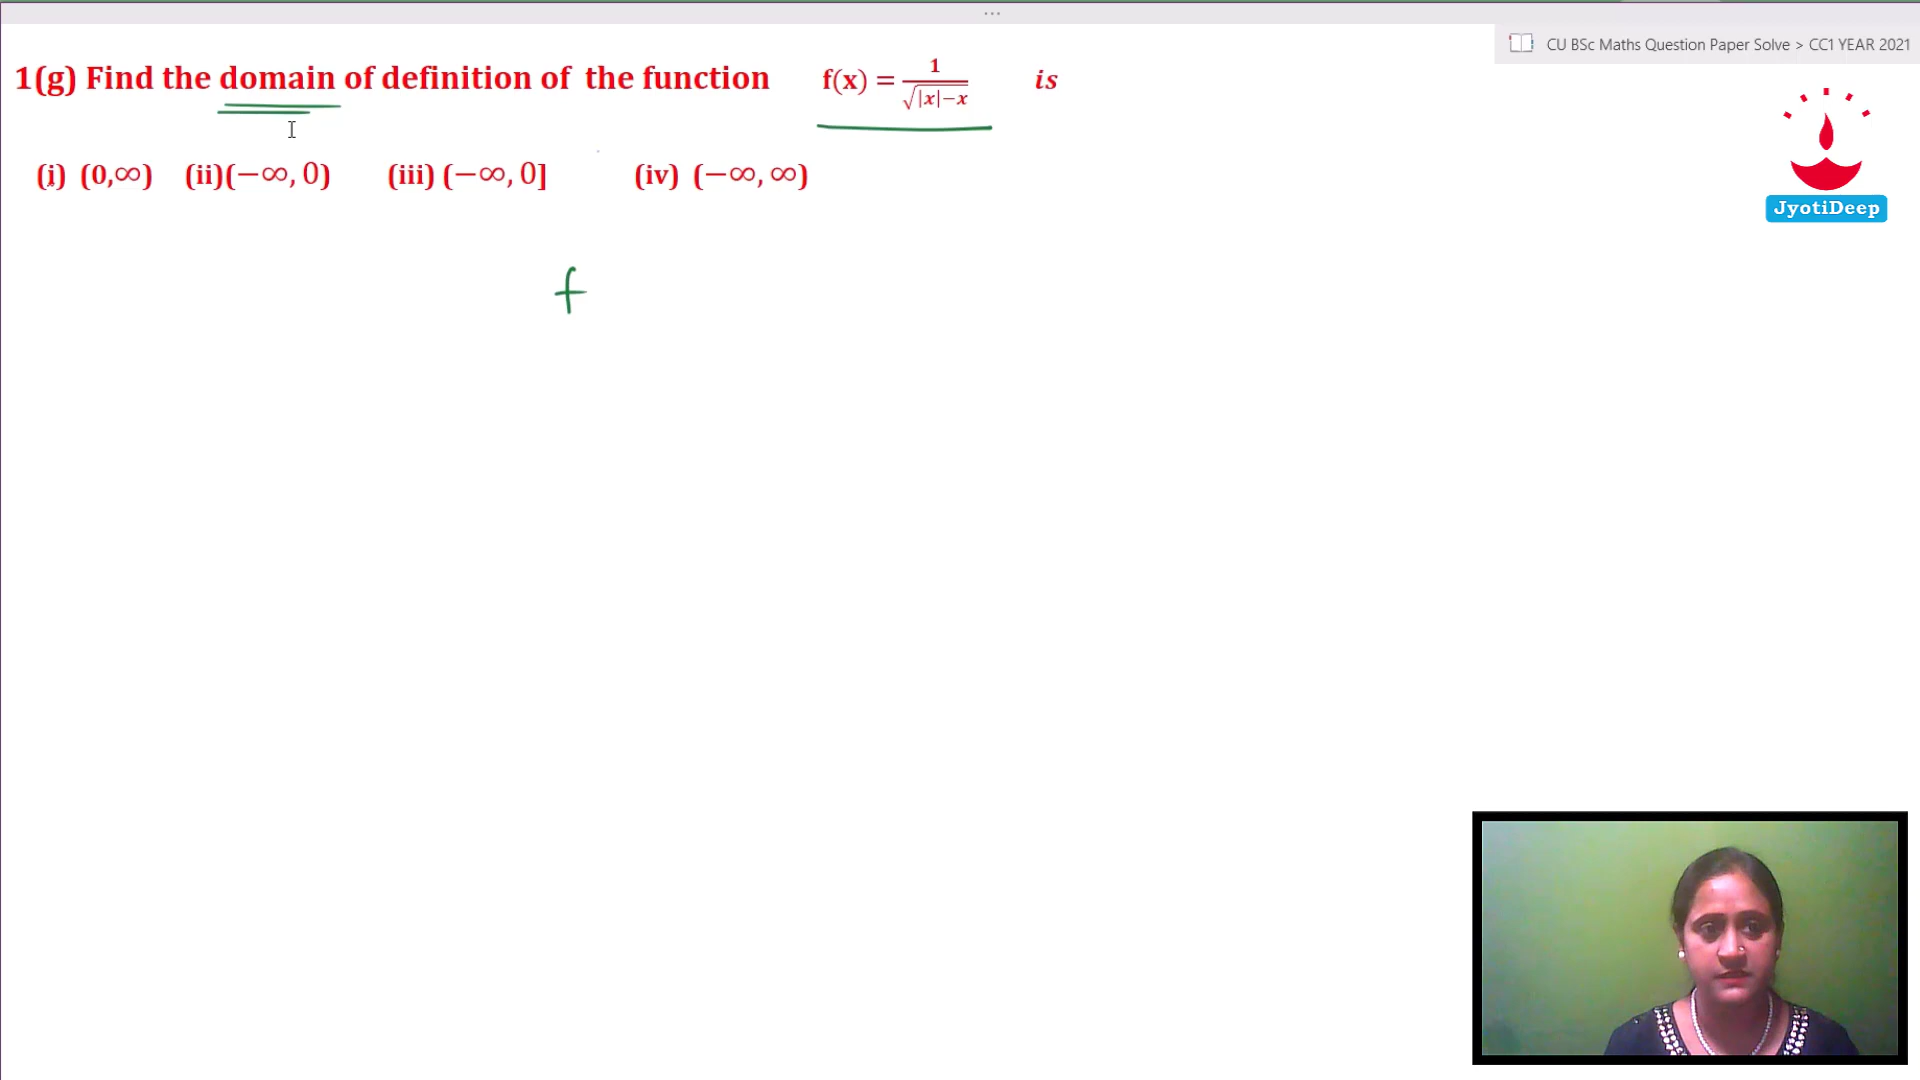 ...
CU BSc Maths Question Paper Solve > CC1 YEAR 2021
1(g) Find the domain of definition of the function f(x) = 1/√(|x|−x) is
(i) (0,∞) (ii)(−∞, 0) (iii) (−∞, 0] (iv) (−∞, ∞)
JyotiDeep
f